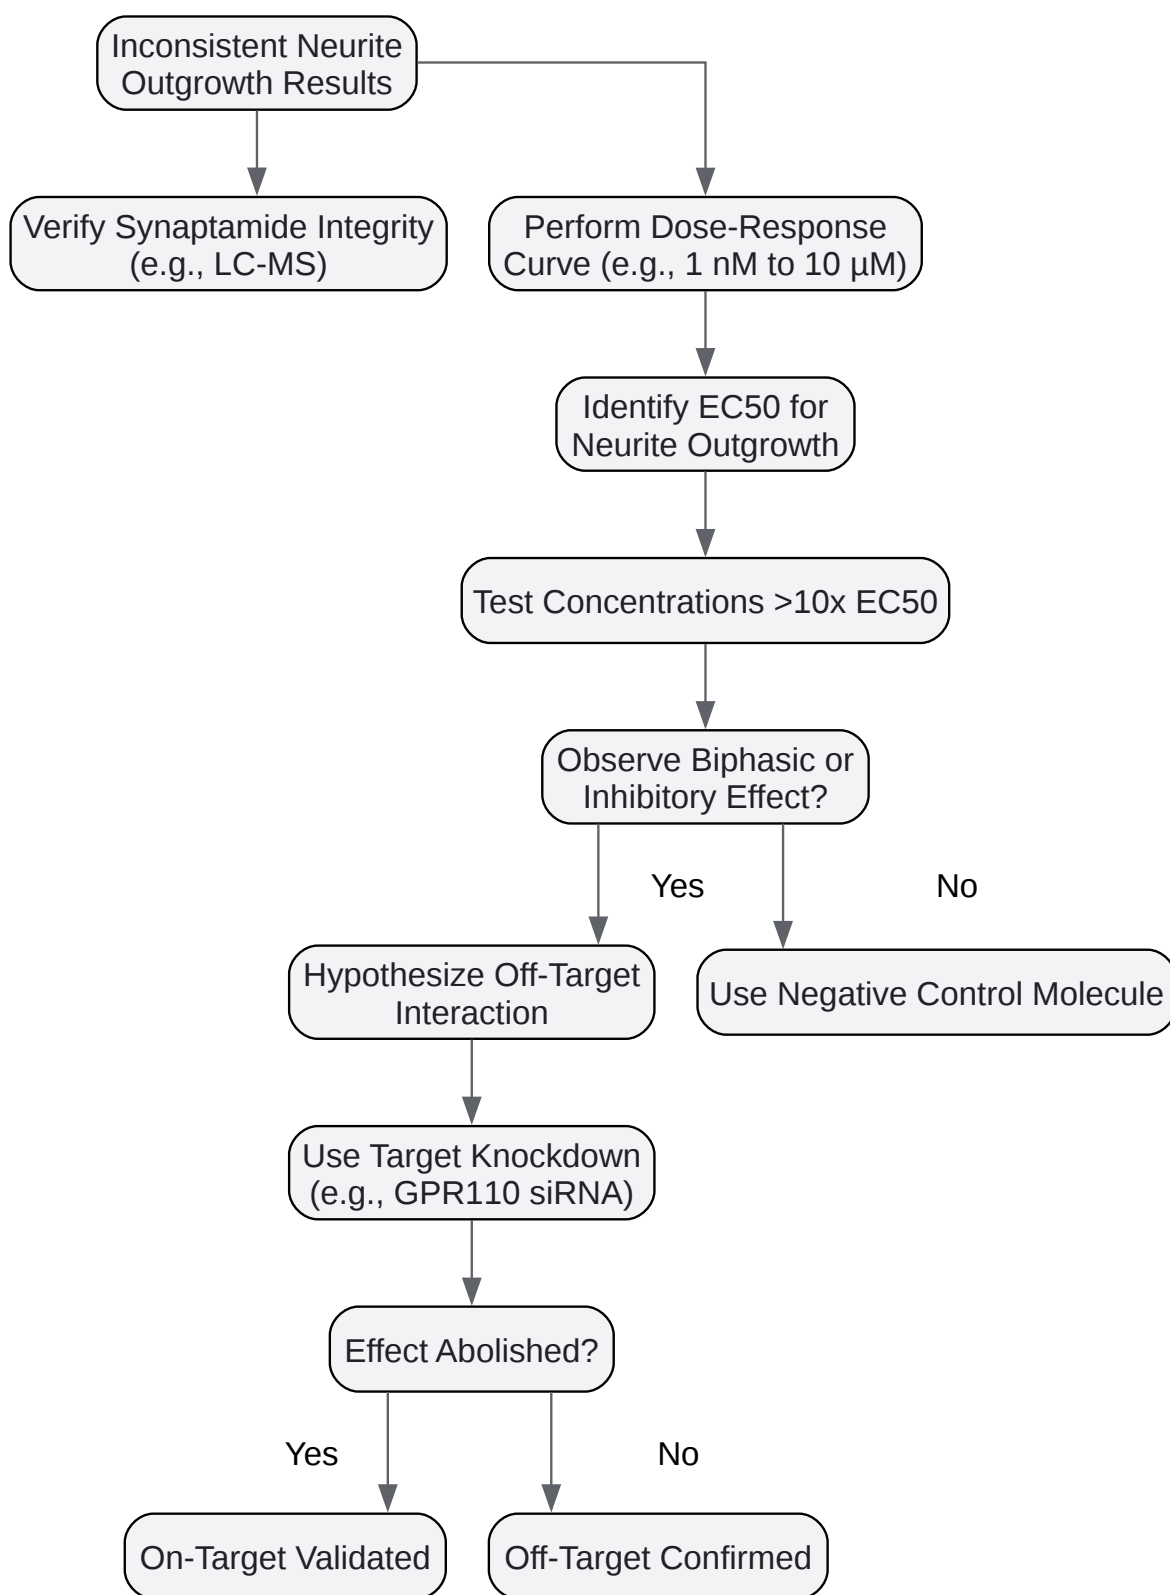 Inconsistent Neurite
Outgrowth Results
Verify Synaptamide Integrity
(e.g., LC-MS)
Perform Dose-Response
Curve (e.g., 1 nM to 10 µM)
Identify EC50 for
Neurite Outgrowth
Test Concentrations >10x EC50
Observe Biphasic or
Inhibitory Effect?
Yes
No
Hypothesize Off-Target
Interaction
Use Negative Control Molecule
Use Target Knockdown
(e.g., GPR110 siRNA)
Effect Abolished?
Yes
No
On-Target Validated
Off-Target Confirmed